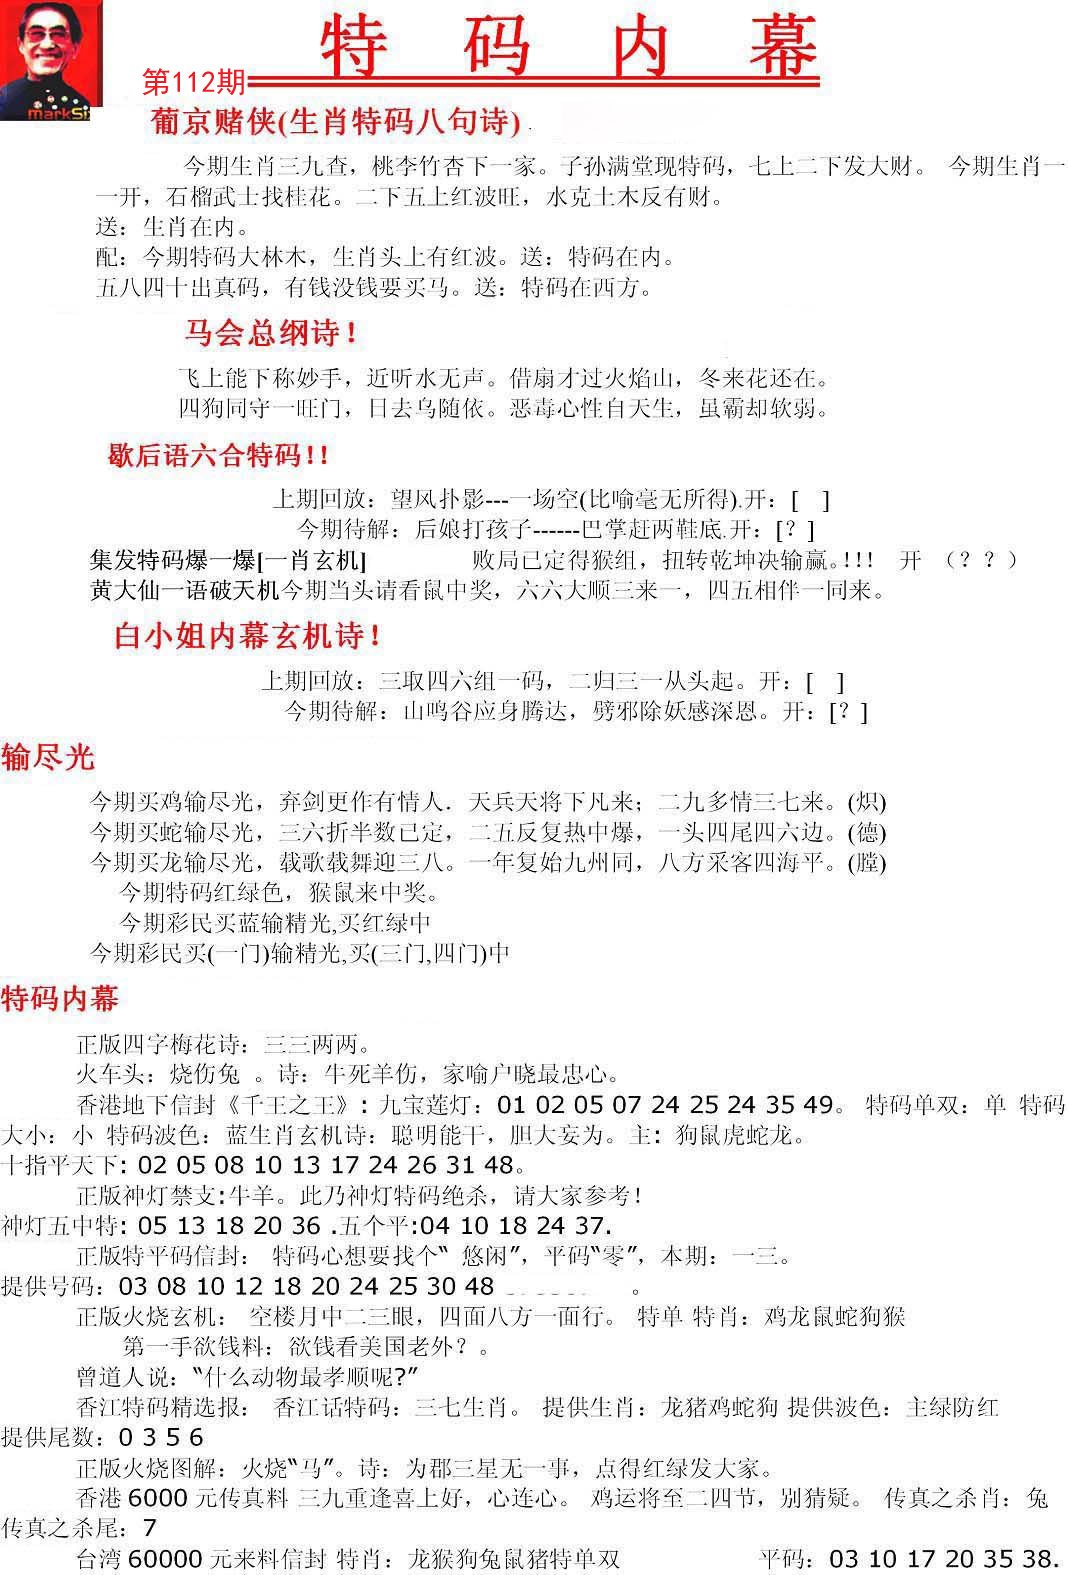 特码内幕
第112期
markSi
葡京赌侠(生肖特码八句诗)
今期生肖三九查，桃李竹杏下一家。子孙满堂现特码，七上二下发大财。 今期生肖一
一开，石榴武士找桂花。二下五上红波旺，水克土木反有财。
送：生肖在内。
配：今期特码大林木，生肖头上有红波。送：特码在内。
五八四十出真码，有钱没钱要买马。送：特码在西方。
马会总纲诗！
飞上能下称妙手，近听水无声。借扇才过火焰山，冬来花还在。
四狗同守一旺门，日去鸟随依。恶毒心性自天生，虽霸却软弱。
歇后语六合特码!!
上期回放：望风扑影---一场空(比喻毫无所得).开：[ ]
今期待解：后娘打孩子------巴掌赶两鞋底.开：[？]
集发特码爆一爆[一肖玄机] 败局已定得猴组，扭转乾坤决输赢。!!! 开 （？？）
黄大仙一语破天机今期当头请看鼠中奖，六六大顺三来一，四五相伴一同来。
白小姐内幕玄机诗！
上期回放：三取四六组一码，二归三一从头起。开：[ ]
今期待解：山鸣谷应身腾达，劈邪除妖感深恩。开：[？]
输尽光
今期买鸡输尽光，弃剑更作有情人．天兵天将下凡来；二九多情三七来。(炽)
今期买蛇输尽光，三六折半数已定，二五反复热中爆，一头四尾四六边。(德)
今期买龙输尽光，载歌载舞迎三八。一年复始九州同，八方采客四海平。(膛)
今期特码红绿色，猴鼠来中奖。
今期彩民买蓝输精光,买红绿中
今期彩民买(一门)输精光,买(三门,四门)中
特码内幕
正版四字梅花诗：三三两两。
火车头：烧伤兔 。诗：牛死羊伤，家喻户晓最忠心。
香港地下信封《千王之王》: 九宝莲灯：01 02 05 07 24 25 24 35 49。 特码单双：单 特码
大小：小 特码波色：蓝生肖玄机诗：聪明能干，胆大妄为。主: 狗鼠虎蛇龙。
十指平天下: 02 05 08 10 13 17 24 26 31 48。
正版神灯禁支:牛羊。此乃神灯特码绝杀，请大家参考！
神灯五中特: 05 13 18 20 36 .五个平:04 10 18 24 37.
正版特平码信封： 特码心想要找个“ 悠闲”，平码“零”，本期：一三。
提供号码：03 08 10 12 18 20 24 25 30 48 。
正版火烧玄机： 空楼月中二三眼，四面八方一面行。 特单 特肖：鸡龙鼠蛇狗猴
第一手欲钱料：欲钱看美国老外？。
曾道人说：“什么动物最孝顺呢?”
香江特码精选报： 香江话特码：三七生肖。 提供生肖：龙猪鸡蛇狗 提供波色：主绿防红
提供尾数：0 3 5 6
正版火烧图解：火烧“马”。诗：为郡三星无一事，点得红绿发大家。
香港 6000 元传真料 三九重逢喜上好，心连心。 鸡运将至二四节，别猜疑。 传真之杀肖：兔
传真之杀尾：7
台湾 60000 元来料信封 特肖：龙猴狗兔鼠猪特单双 平码：03 10 17 20 35 38.